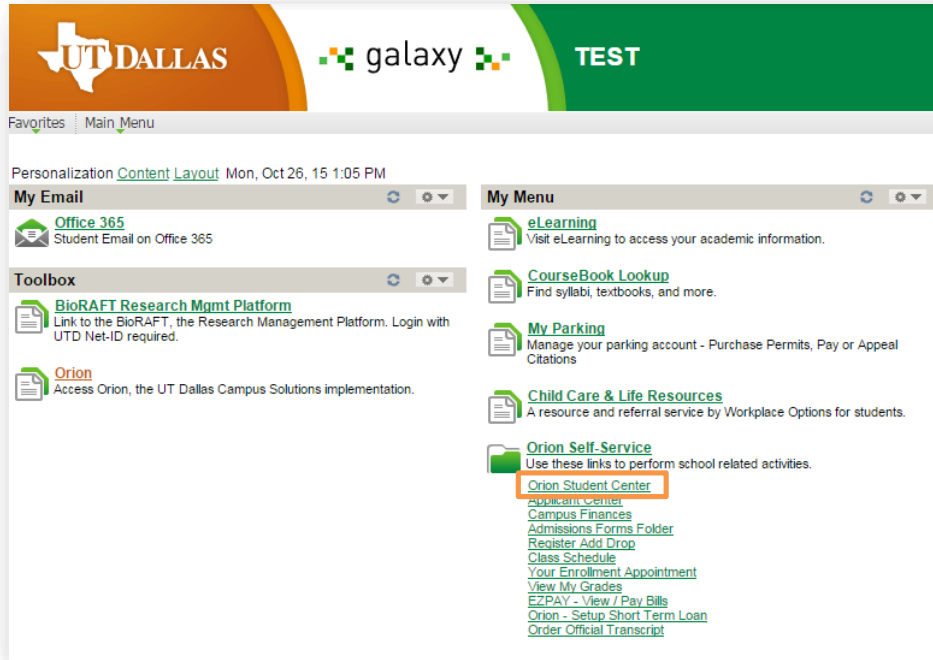 UT DALLAS
galaxy
TEST
Favorites Main Menu
Personalization Content Layout Mon, Oct 26, 15 1:05 PM
My Email
Office 365
Student Email on Office 365
Toolbox
BioRAFT Research Mgmt Platform
Link to the BioRAFT, the Research Management Platform. Login with
UTD Net-ID required.
Orion
Access Orion, the UT Dallas Campus Solutions implementation.
My Menu
eLearning
Visit eLearning to access your academic information.
CourseBook Lookup
Find syllabi, textbooks, and more.
My Parking
Manage your parking account - Purchase Permits, Pay or Appeal
Citations
Child Care & Life Resources
A resource and referral service by Workplace Options for students.
Orion Self-Service
Use these links to perform school related activities.
Orion Student Center
Applicant Center
Campus Finances
Admissions Forms Folder
Register Add Drop
Class Schedule
Your Enrollment Appointment
View My Grades
EZPAY - View / Pay Bills
Orion - Setup Short Term Loan
Order Official Transcript